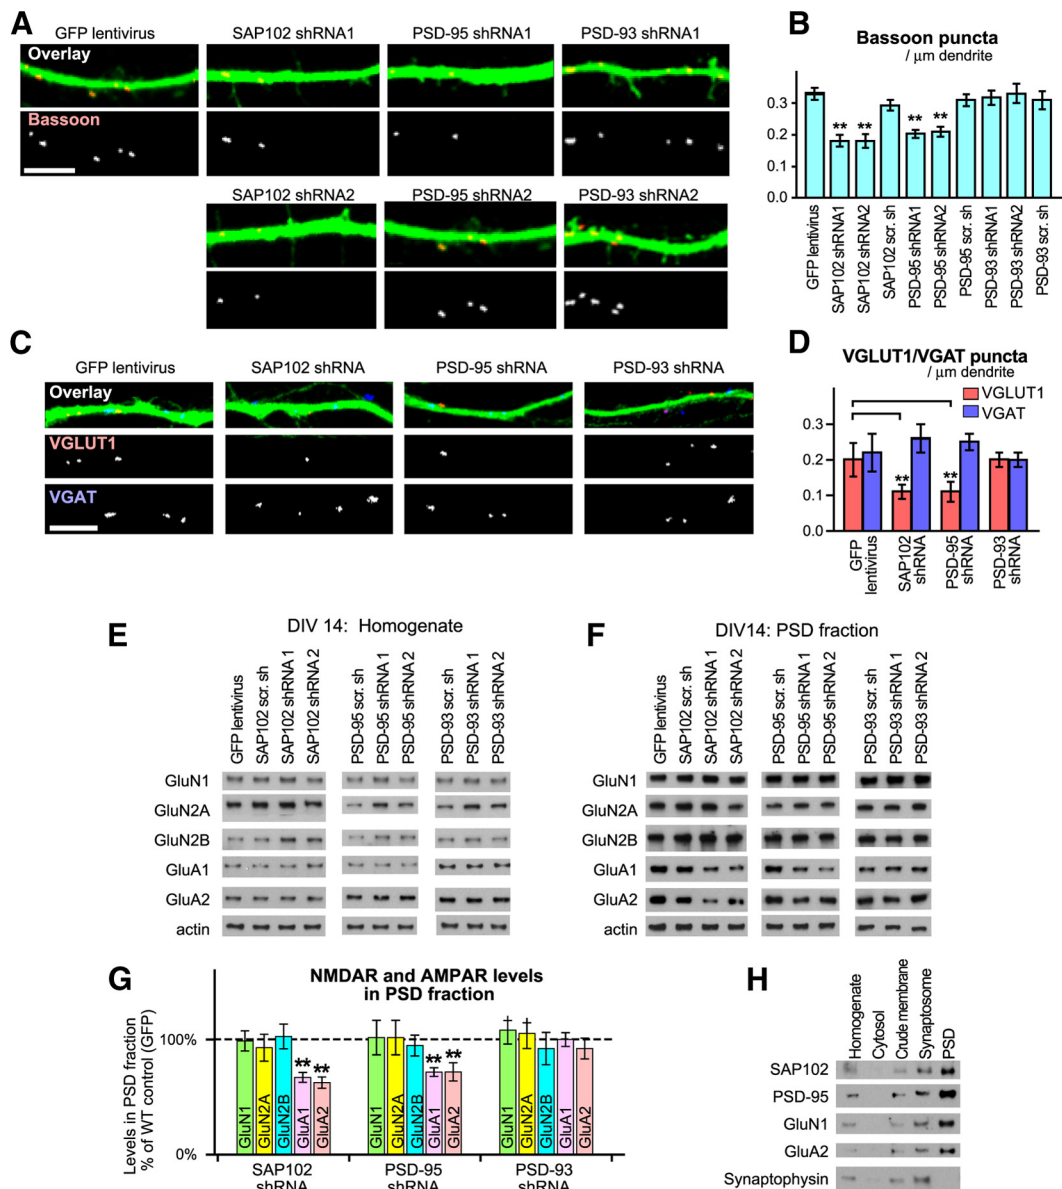 A
GFP lentivirus
SAP102 shRNA1
PSD-95 shRNA1
PSD-93 shRNA1
Overlay
Bassoon
SAP102 shRNA2
PSD-95 shRNA2
PSD-93 shRNA2
B
Bassoon puncta
/ μm dendrite
0.3
0.2
0.1
0.0
** ** ** **
GFP lentivirus
SAP102 shRNA1
SAP102 shRNA2
SAP102 scr. sh
PSD-95 shRNA1
PSD-95 shRNA2
PSD-95 scr. sh
PSD-93 shRNA1
PSD-93 shRNA2
PSD-93 scr. sh
C
GFP lentivirus
SAP102 shRNA
PSD-95 shRNA
PSD-93 shRNA
Overlay
VGLUT1
VGAT
D
VGLUT1/VGAT puncta
/ μm dendrite
VGLUT1
VGAT
0.3
0.2
0.1
0.0
** **
GFP
lentivirus
SAP102
shRNA
PSD-95
shRNA
PSD-93
shRNA
E
DIV 14: Homogenate
GFP lentivirus
SAP102 scr. sh
SAP102 shRNA 1
SAP102 shRNA 2
PSD-95 scr. sh
PSD-95 shRNA 1
PSD-95 shRNA 2
PSD-93 scr. sh
PSD-93 shRNA 1
PSD-93 shRNA 2
GluN1
GluN2A
GluN2B
GluA1
GluA2
actin
F
DIV14: PSD fraction
GFP lentivirus
SAP102 scr. sh
SAP102 shRNA 1
SAP102 shRNA 2
PSD-95 scr. sh
PSD-95 shRNA 1
PSD-95 shRNA 2
PSD-93 scr. sh
PSD-93 shRNA 1
PSD-93 shRNA 2
GluN1
GluN2A
GluN2B
GluA1
GluA2
actin
G
NMDAR and AMPAR levels
in PSD fraction
Levels in PSD fraction
% of WT control (GFP)
100%
0%
** ** ** **
GluN1
GluN2A
GluN2B
GluA1
GluA2
GluN1
GluN2A
GluN2B
GluA1
GluA2
GluN1
GluN2A
GluN2B
GluA1
GluA2
SAP102
shRNA
PSD-95
shRNA
PSD-93
shRNA
H
Homogenate
Cytosol
Crude membrane
Synaptosome
PSD
SAP102
PSD-95
GluN1
GluA2
Synaptophysin